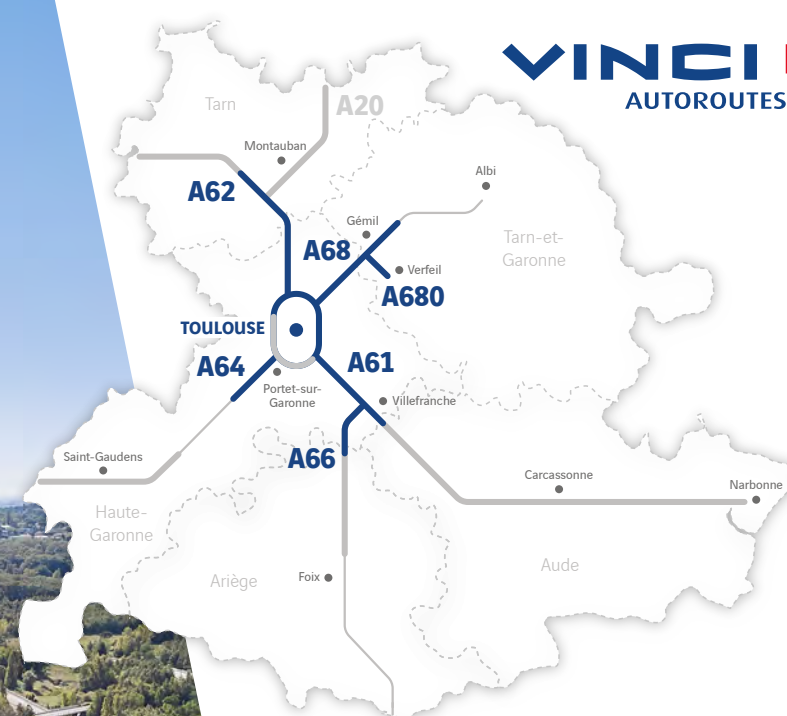 VINCI
AUTOROUTES
Tarn
A20
Montauban
Albi
A62
Gémil
A68
Tarn-et-
Garonne
Verfeil
A680
TOULOUSE
A64
A61
Portet-sur-
Garonne
Villefranche
A66
Saint-Gaudens
Carcassonne
Narbonne
Haute-
Garonne
Aude
Foix
Ariège